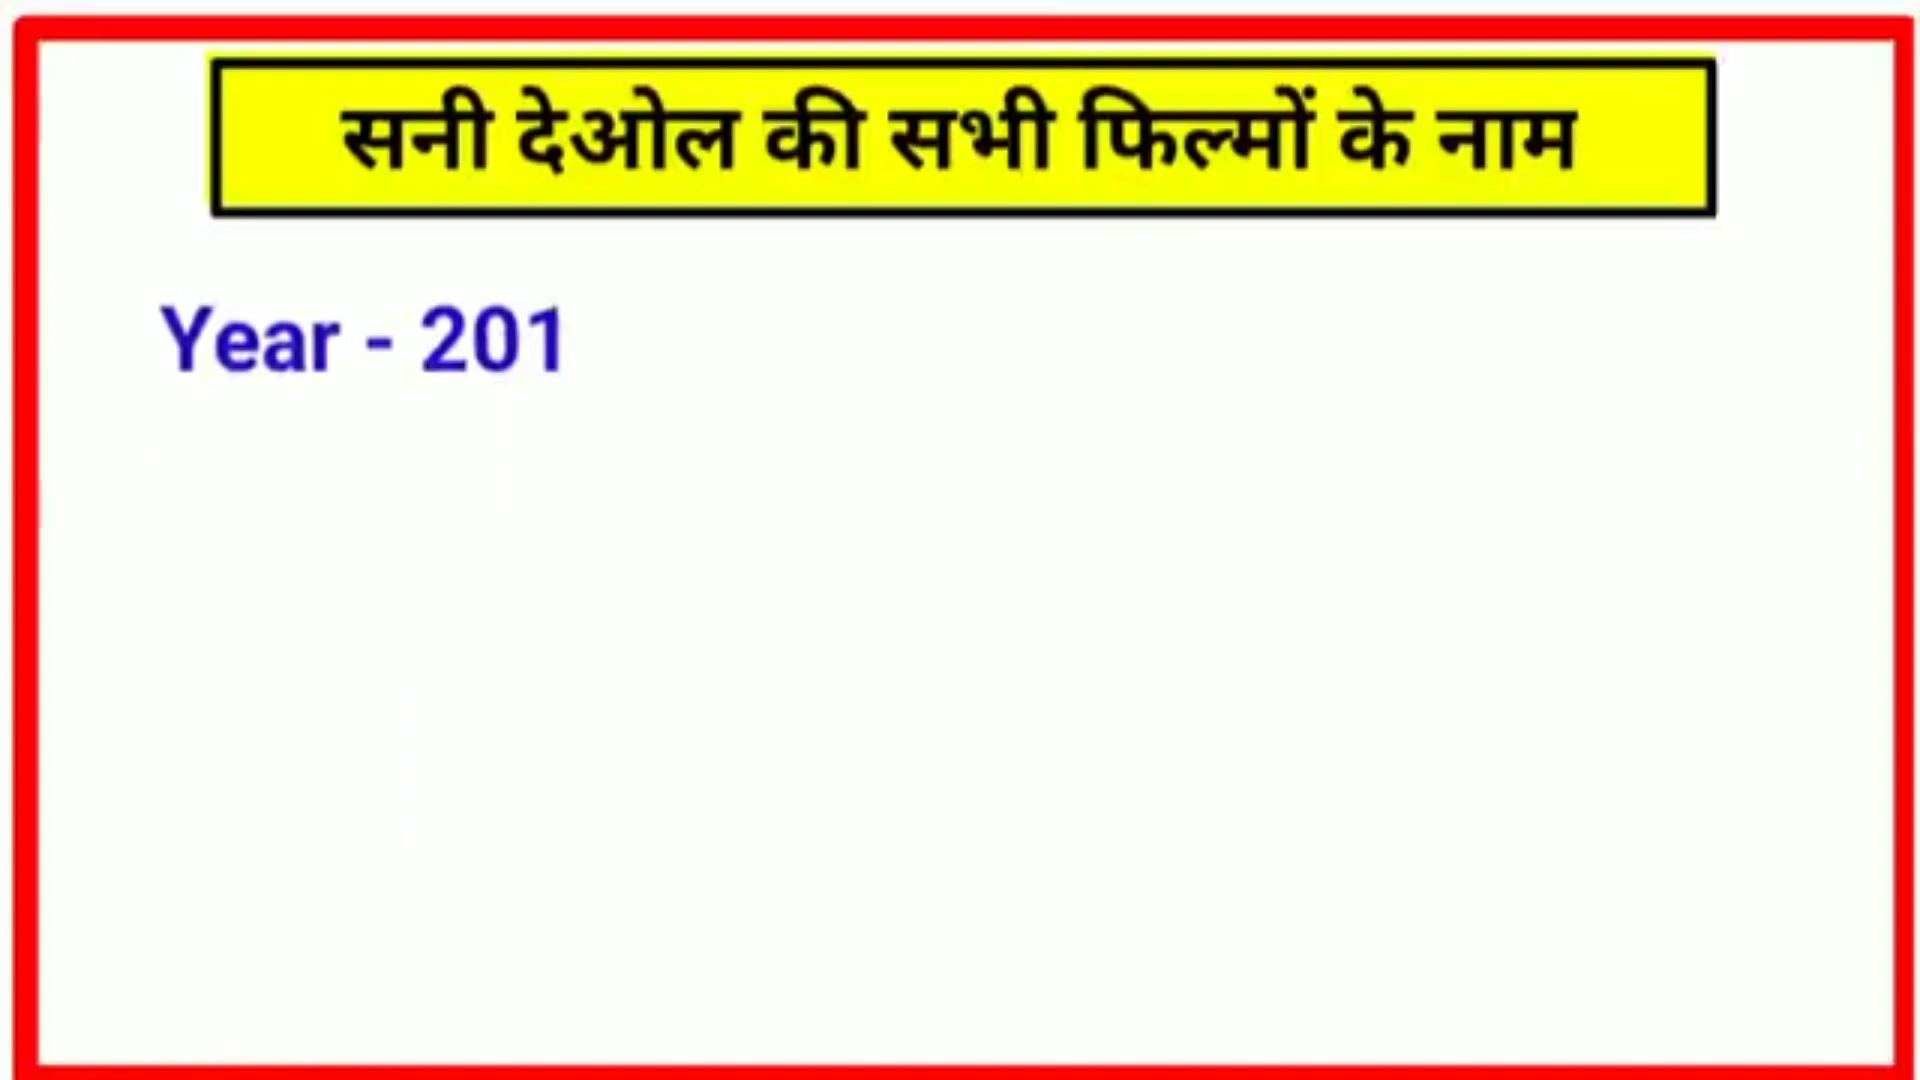 सनी देओल की सभी फिल्मों के नाम
Year - 201